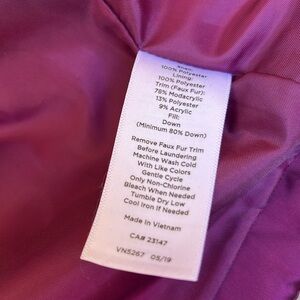 Shell:
100% Polyester
Lining:
100% Polyester
Trim (Faux Fur):
78% Modacrylic
13% Polyester
9% Acrylic
Fill:
Down
(Minimum 80% Down)
Remove Faux Fur Trim
Before Laundering
Machine Wash Cold
With Like Colors
Gentle Cycle
Only Non-Chlorine
Bleach When Needed
Tumble Dry Low
Cool Iron If Needed
Made In Vietnam
CA# 23147
VN5267 05/19